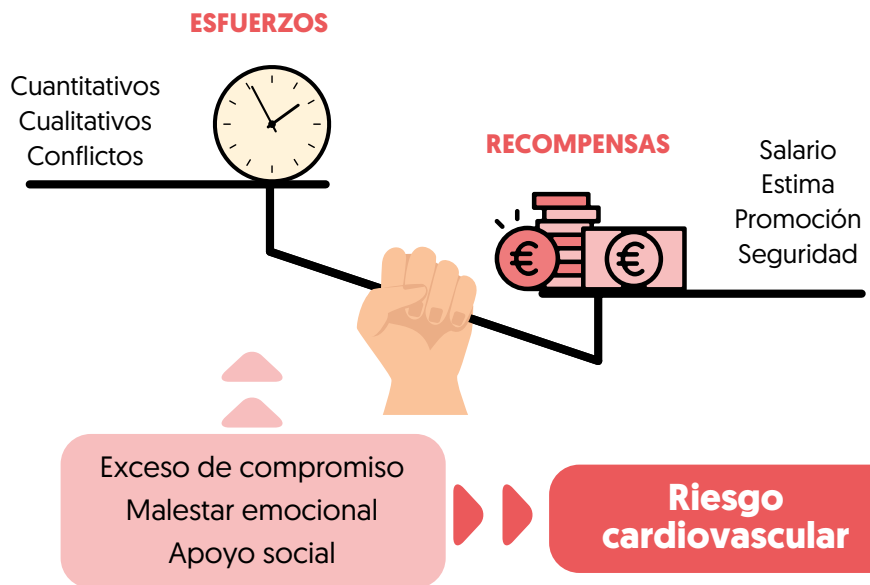 ESFUERZOS
Cuantitativos
Cualitativos
Conflictos
RECOMPENSAS
Salario
Estima
Promoción
Seguridad
€
€
Exceso de compromiso
Malestar emocional
Apoyo social
Riesgo
cardiovascular